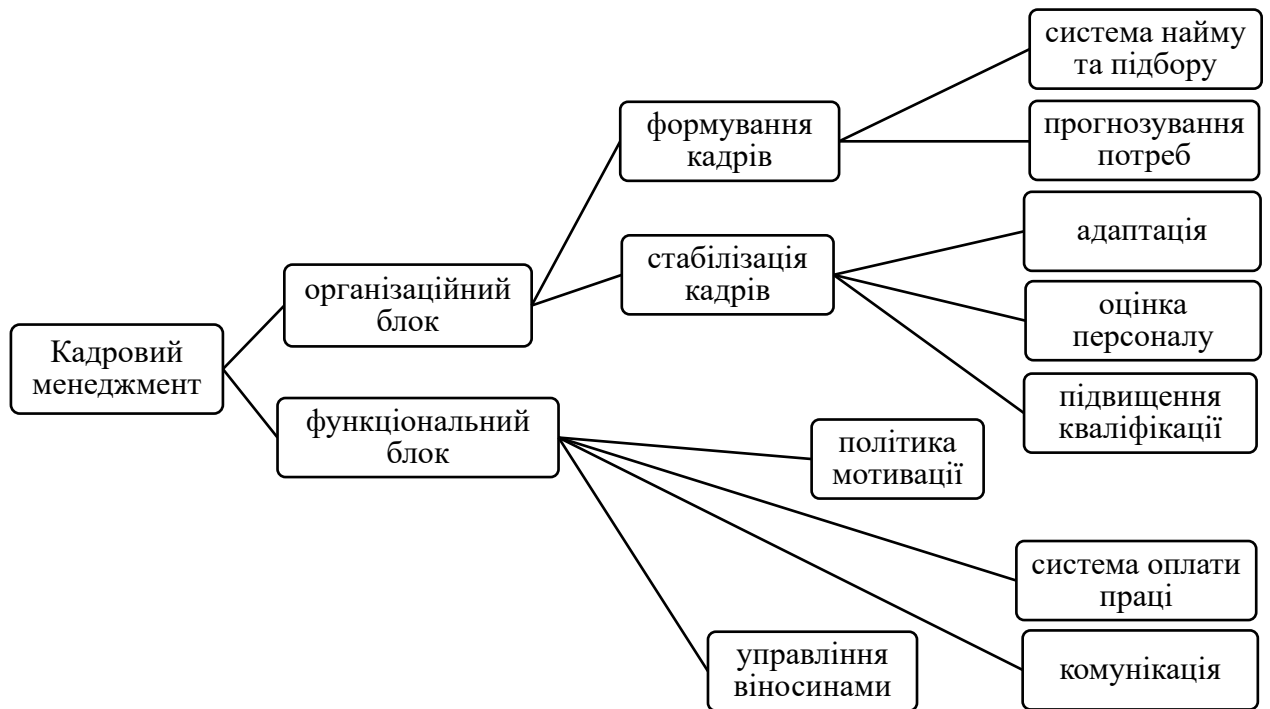 Кадровий
менеджмент
організаційний
блок
функціональний
блок
формування
кадрів
стабілізація
кадрів
система найму
та підбору
прогнозування
потреб
адаптація
оцінка
персоналу
підвищення
кваліфікації
політика
мотивації
система оплати
праці
комунікація
управління
віносинами